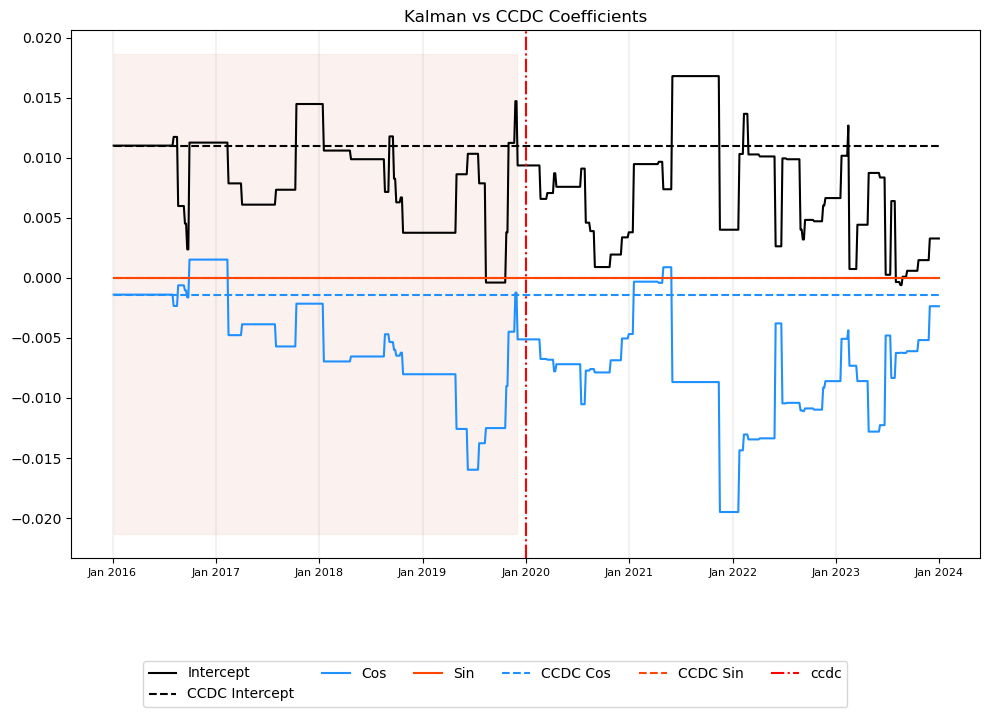 Kalman vs CCDC Coefficients
0.020
0.015
0.010
0.005
0.000
−0.005
−0.010
−0.015
−0.020
Jan 2016 Jan 2017 Jan 2018 Jan 2019 Jan 2020 Jan 2021 Jan 2022 Jan 2023 Jan 2024
Intercept Cos Sin CCDC Cos CCDC Sin ccdc
CCDC Intercept